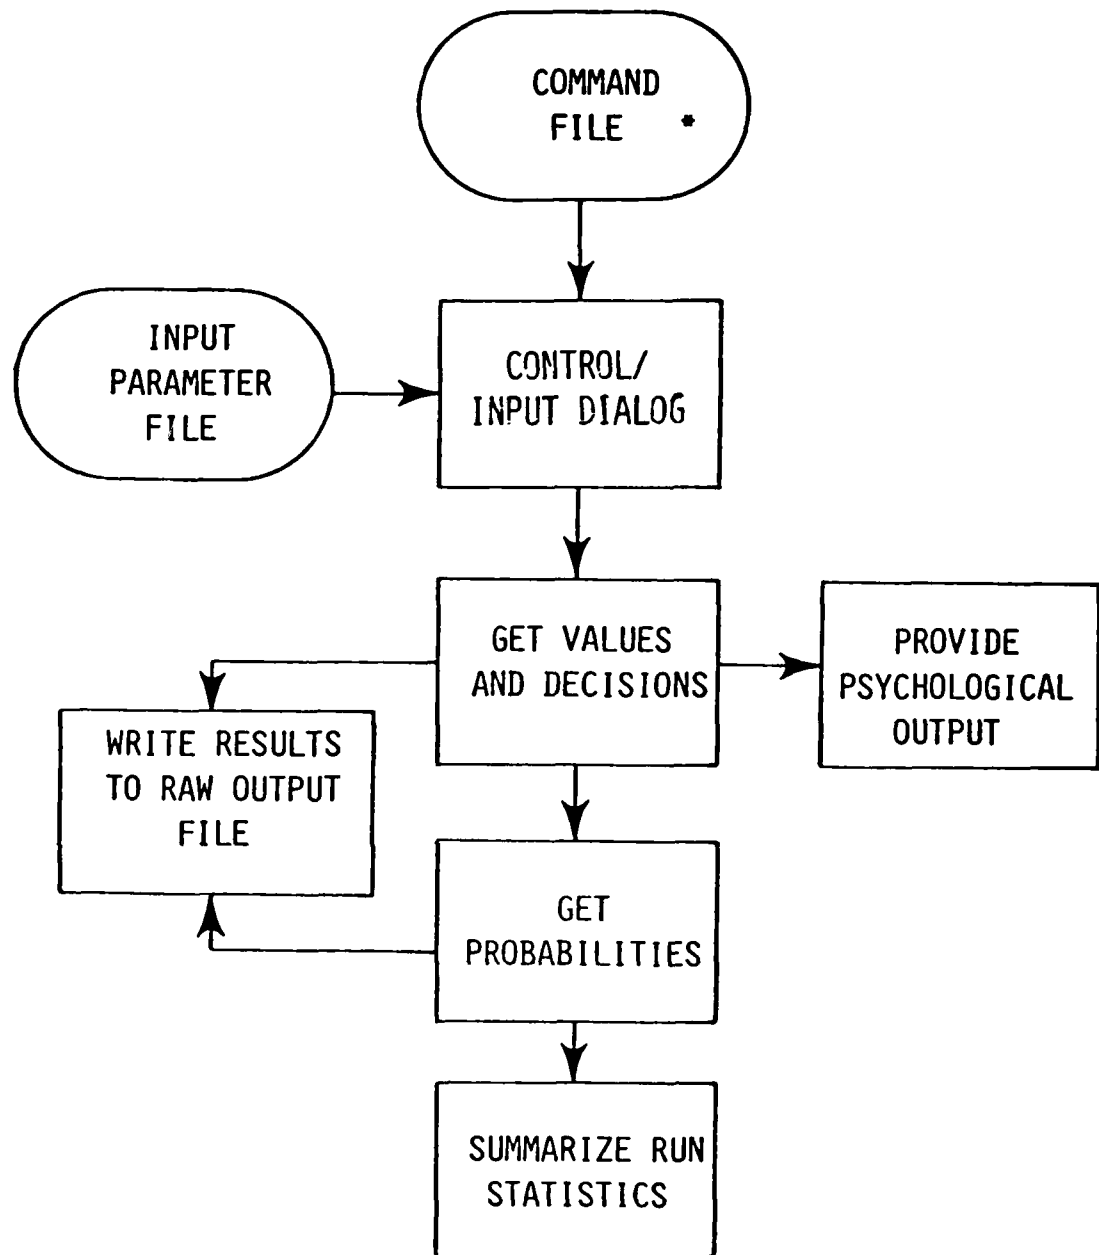 COMMAND
FILE *
INPUT
PARAMETER
FILE
CONTROL/
INPUT DIALOG
GET VALUES
AND DECISIONS
PROVIDE
PSYCHOLOGICAL
OUTPUT
WRITE RESULTS
TO RAW OUTPUT
FILE
GET
PROBABILITIES
SUMMARIZE RUN
STATISTICS